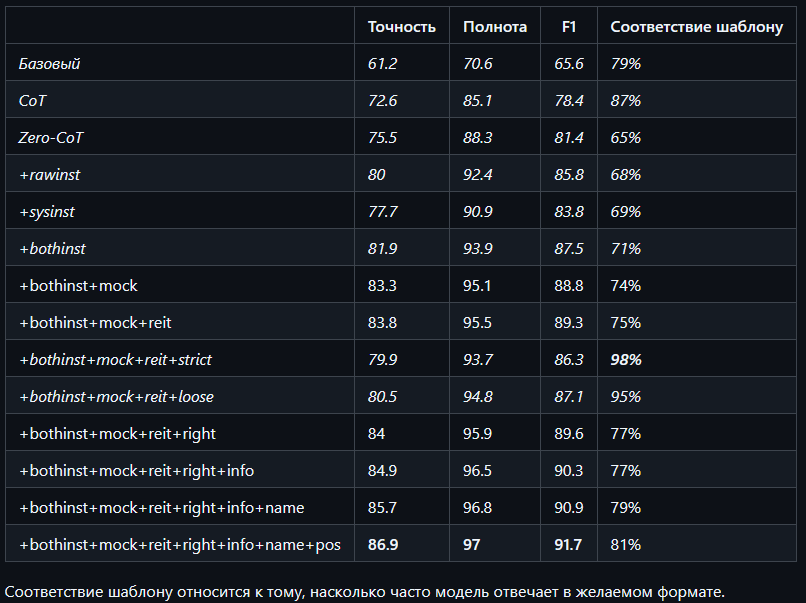 Точность Полнота F1 Соответствие шаблону
Базовый 61.2 70.6 65.6 79%
CoT 72.6 85.1 78.4 87%
Zero-CoT 75.5 88.3 81.4 65%
+rawinst 80 92.4 85.8 68%
+sysinst 77.7 90.9 83.8 69%
+bothinst 81.9 93.9 87.5 71%
+bothinst+mock 83.3 95.1 88.8 74%
+bothinst+mock+reit 83.8 95.5 89.3 75%
+bothinst+mock+reit+strict 79.9 93.7 86.3 98%
+bothinst+mock+reit+loose 80.5 94.8 87.1 95%
+bothinst+mock+reit+right 84 95.9 89.6 77%
+bothinst+mock+reit+right+info 84.9 96.5 90.3 77%
+bothinst+mock+reit+right+info+name 85.7 96.8 90.9 79%
+bothinst+mock+reit+right+info+name+pos 86.9 97 91.7 81%
Соответствие шаблону относится к тому, насколько часто модель отвечает в желаемом формате.